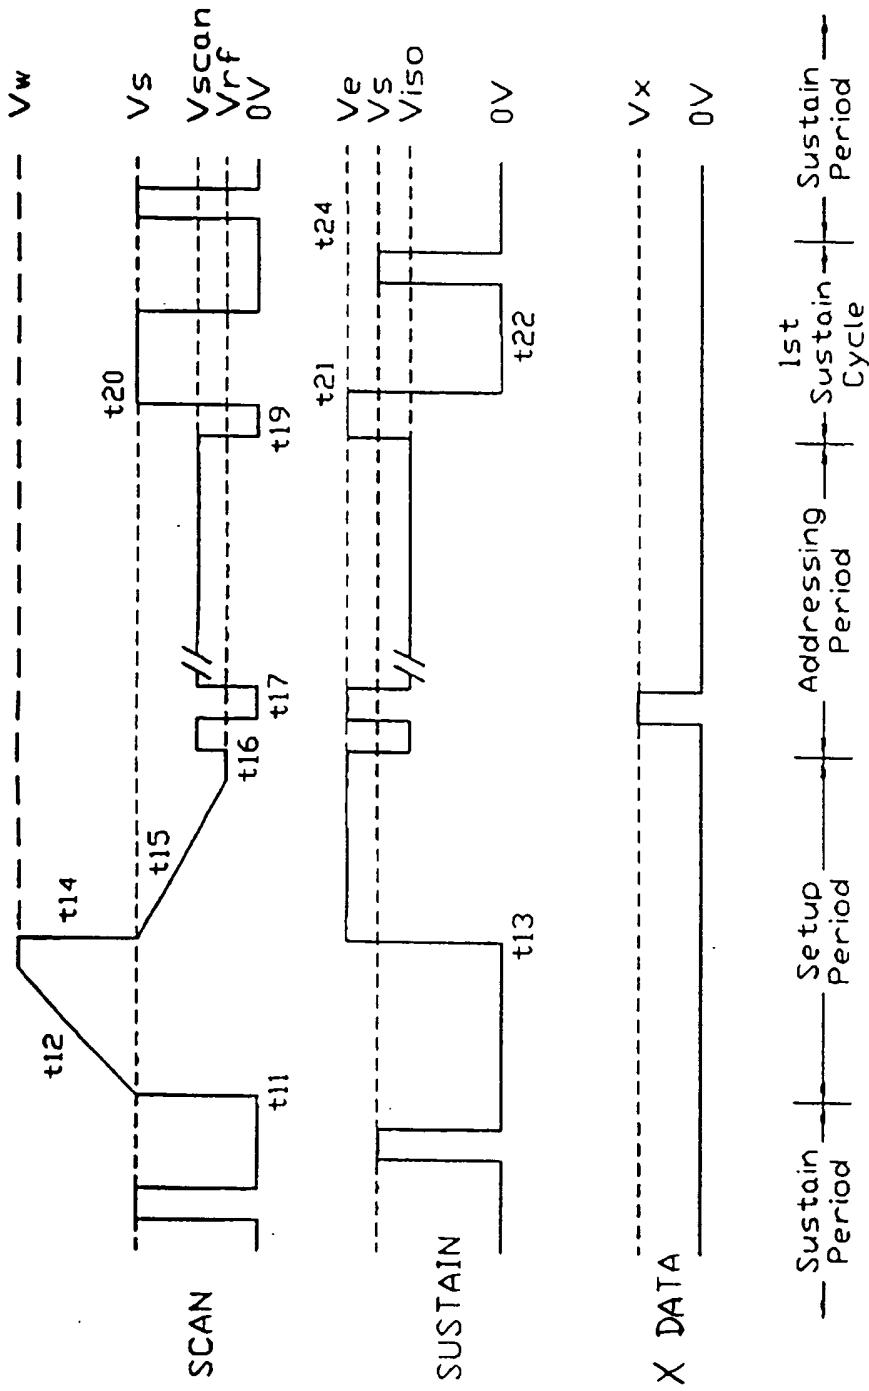 SCAN
Vw
Vs
Vscan
Vrf
0V
t11
t12
t14
t15
t16
t17
t19
t20
SUSTAIN
Ve
Vs
Viso
0V
t13
t21
t22
t24
X DATA
Vx
0V
Sustain
Period
Setup
Period
Addressing
Period
1st
Sustain
Cycle
Sustain
Period